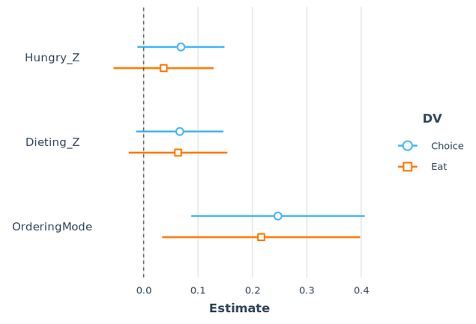 Hungry_Z
Dieting_Z
OrderingMode
0.0 0.1 0.2 0.3 0.4
Estimate
DV
Choice
Eat